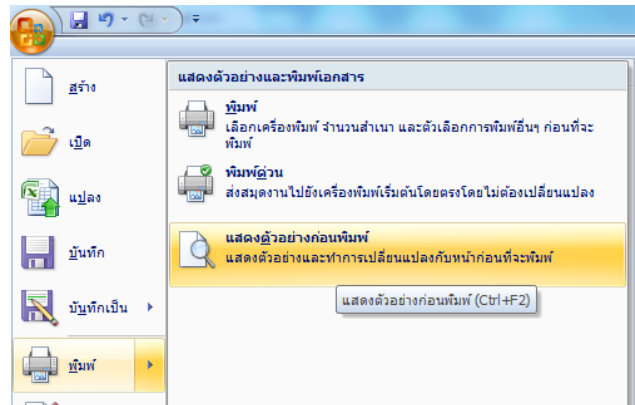 แสดงตัวอย่างและพิมพ์เอกสาร
สร้าง
เปิด
แปลง
บันทึก
บันทึกเป็น
พิมพ์
พิมพ์
เลือกเครื่องพิมพ์ จำนวนสำเนา และตัวเลือกการพิมพ์อื่นๆ ก่อนที่จะ
พิมพ์
พิมพ์ด่วน
ส่งสมุดงานไปยังเครื่องพิมพ์เริ่มต้นโดยตรงโดยไม่ต้องเปลี่ยนแปลง
แสดงตัวอย่างก่อนพิมพ์
แสดงตัวอย่างและทำการเปลี่ยนแปลงกับหน้าก่อนที่จะพิมพ์
แสดงตัวอย่างก่อนพิมพ์ (Ctrl+F2)